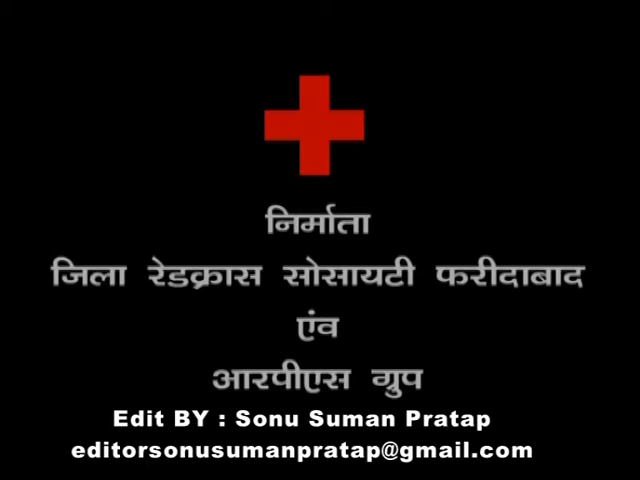 निर्माता
जिला रेडक्रास सोसायटी फरीदाबाद
एंव
आरपीएस ग्रुप
Edit BY : Sonu Suman Pratap
editorsonusumanpratap@gmail.com